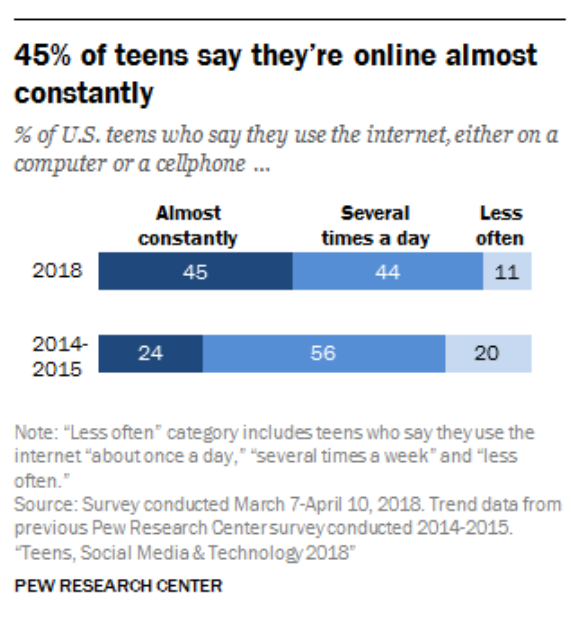 45% of teens say they're online almost
constantly
% of U.S. teens who say they use the internet, either on a
computer or a cellphone ...
Almost constantly
Several times a day
Less often
2018
45
44
11
2014-
2015
24
56
20
Note: “Less often” category includes teens who say they use the
internet “about once a day,” “several times a week” and “less
often.”
Source: Survey conducted March 7-April 10, 2018. Trend data from
previous Pew Research Center survey conducted 2014-2015.
“Teens, Social Media & Technology 2018”
PEW RESEARCH CENTER